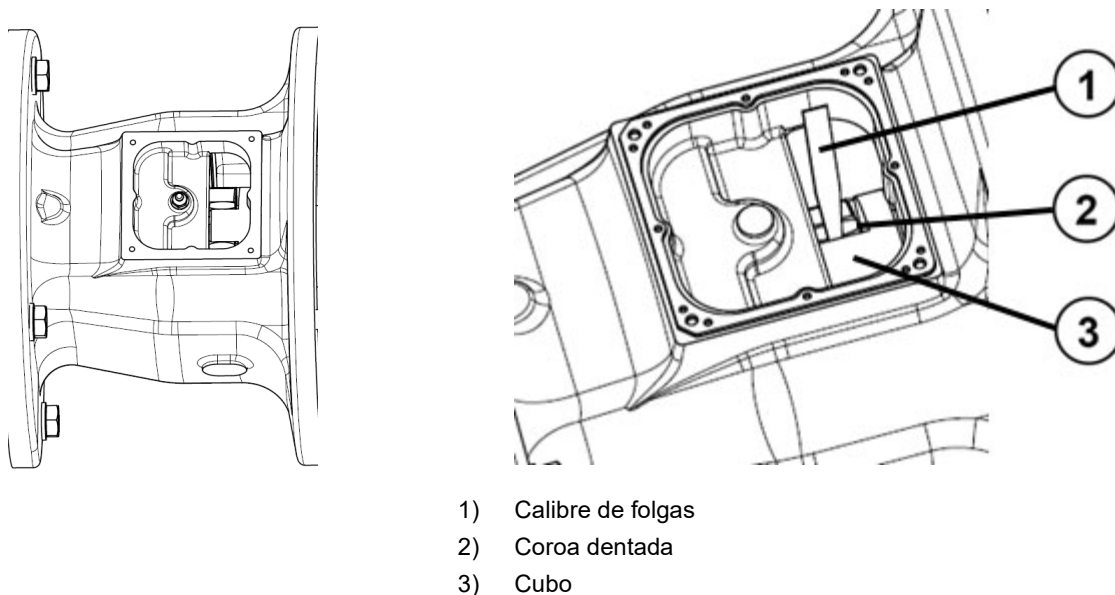 1
2
3
1) Calibre de folgas
2) Coroa dentada
3) Cubo